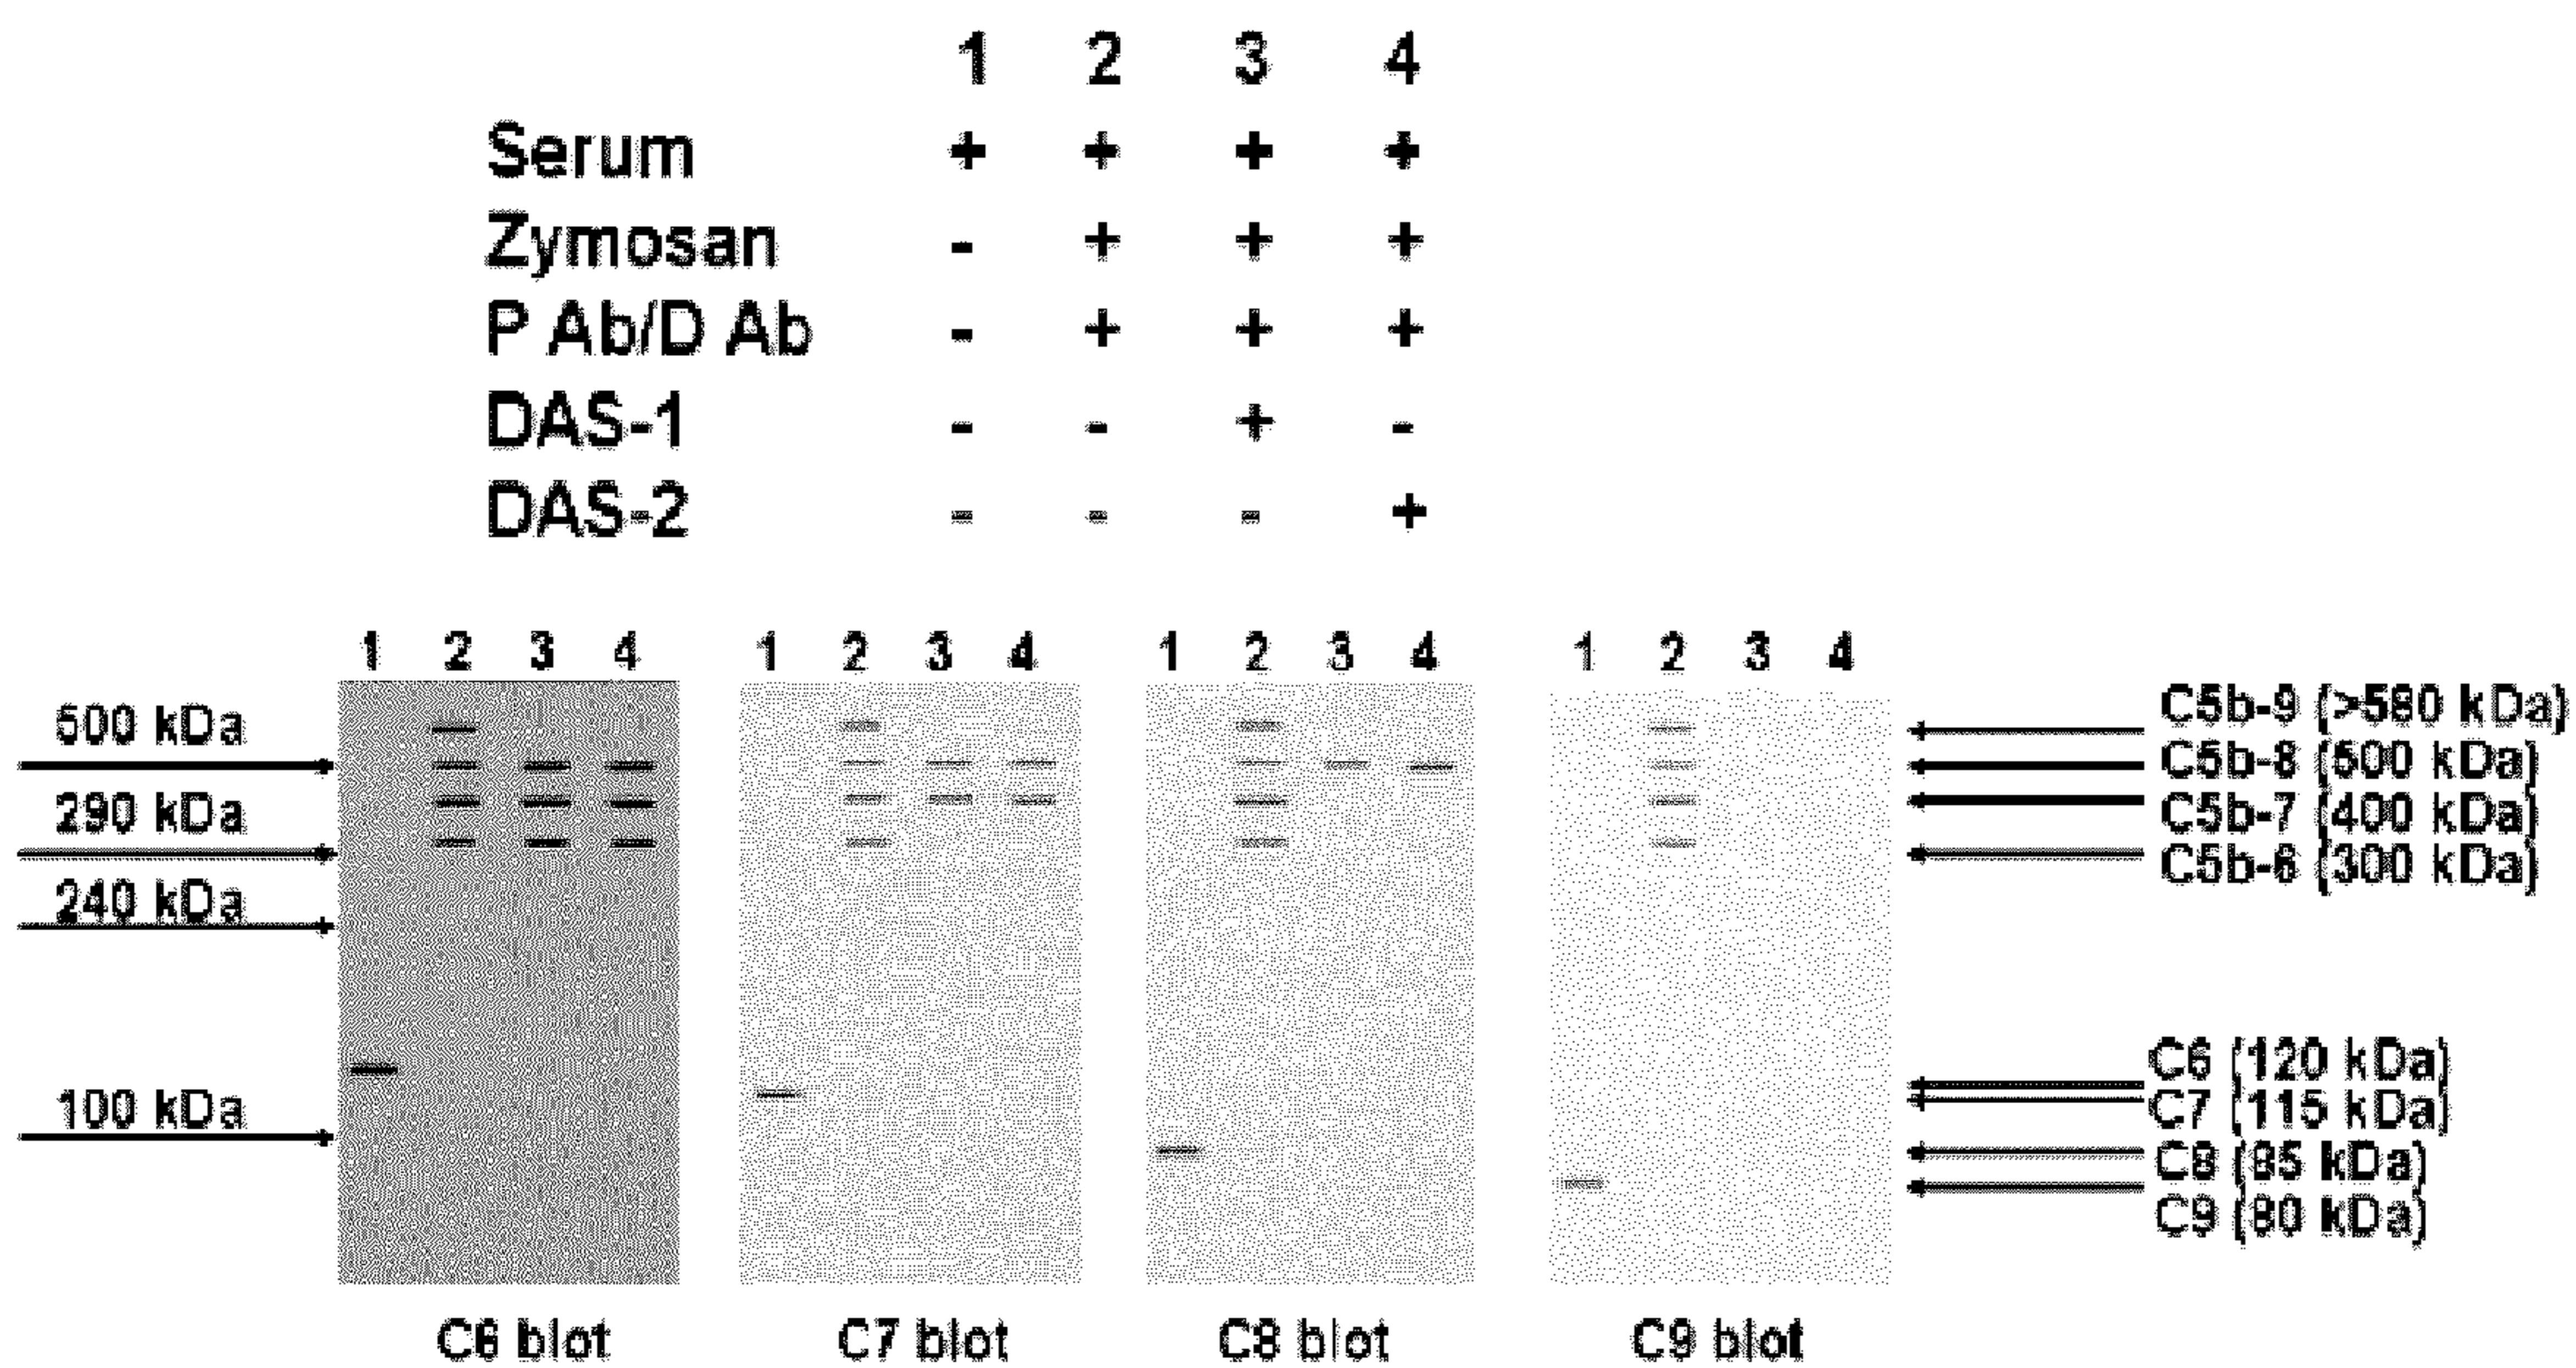 1 2 3 4
Serum + + + +
Zymosan - + + +
P Ab/D Ab - + + +
DAS-1 - - + -
DAS-2 - - - +
1 2 3 4 1 2 3 4 1 2 3 4 1 2 3 4
500 kDa
290 kDa
240 kDa
100 kDa
C5b-9 (>580 kDa)
C5b-8 (500 kDa)
C5b-7 (400 kDa)
C5b-6 (300 kDa)
C6 (120 kDa)
C7 (115 kDa)
C8 (85 kDa)
C9 (80 kDa)
C6 blot C7 blot C8 blot C9 blot